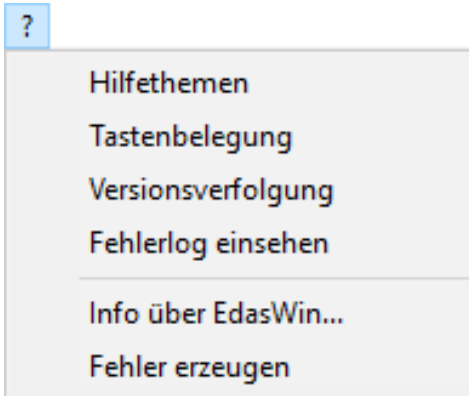 ?
Hilfethemen
Tastenbelegung
Versionsverfolgung
Fehlerlog einsehen
Info über EdasWin...
Fehler erzeugen